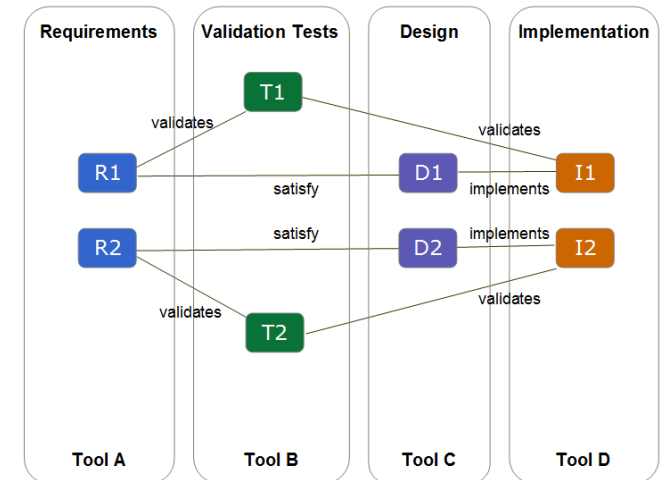 Requirements
Validation Tests
Design
Implementation
T1
validates
validates
R1
D1
I1
satisfy
implements
satisfy
implements
R2
D2
I2
validates
validates
T2
Tool A
Tool B
Tool C
Tool D